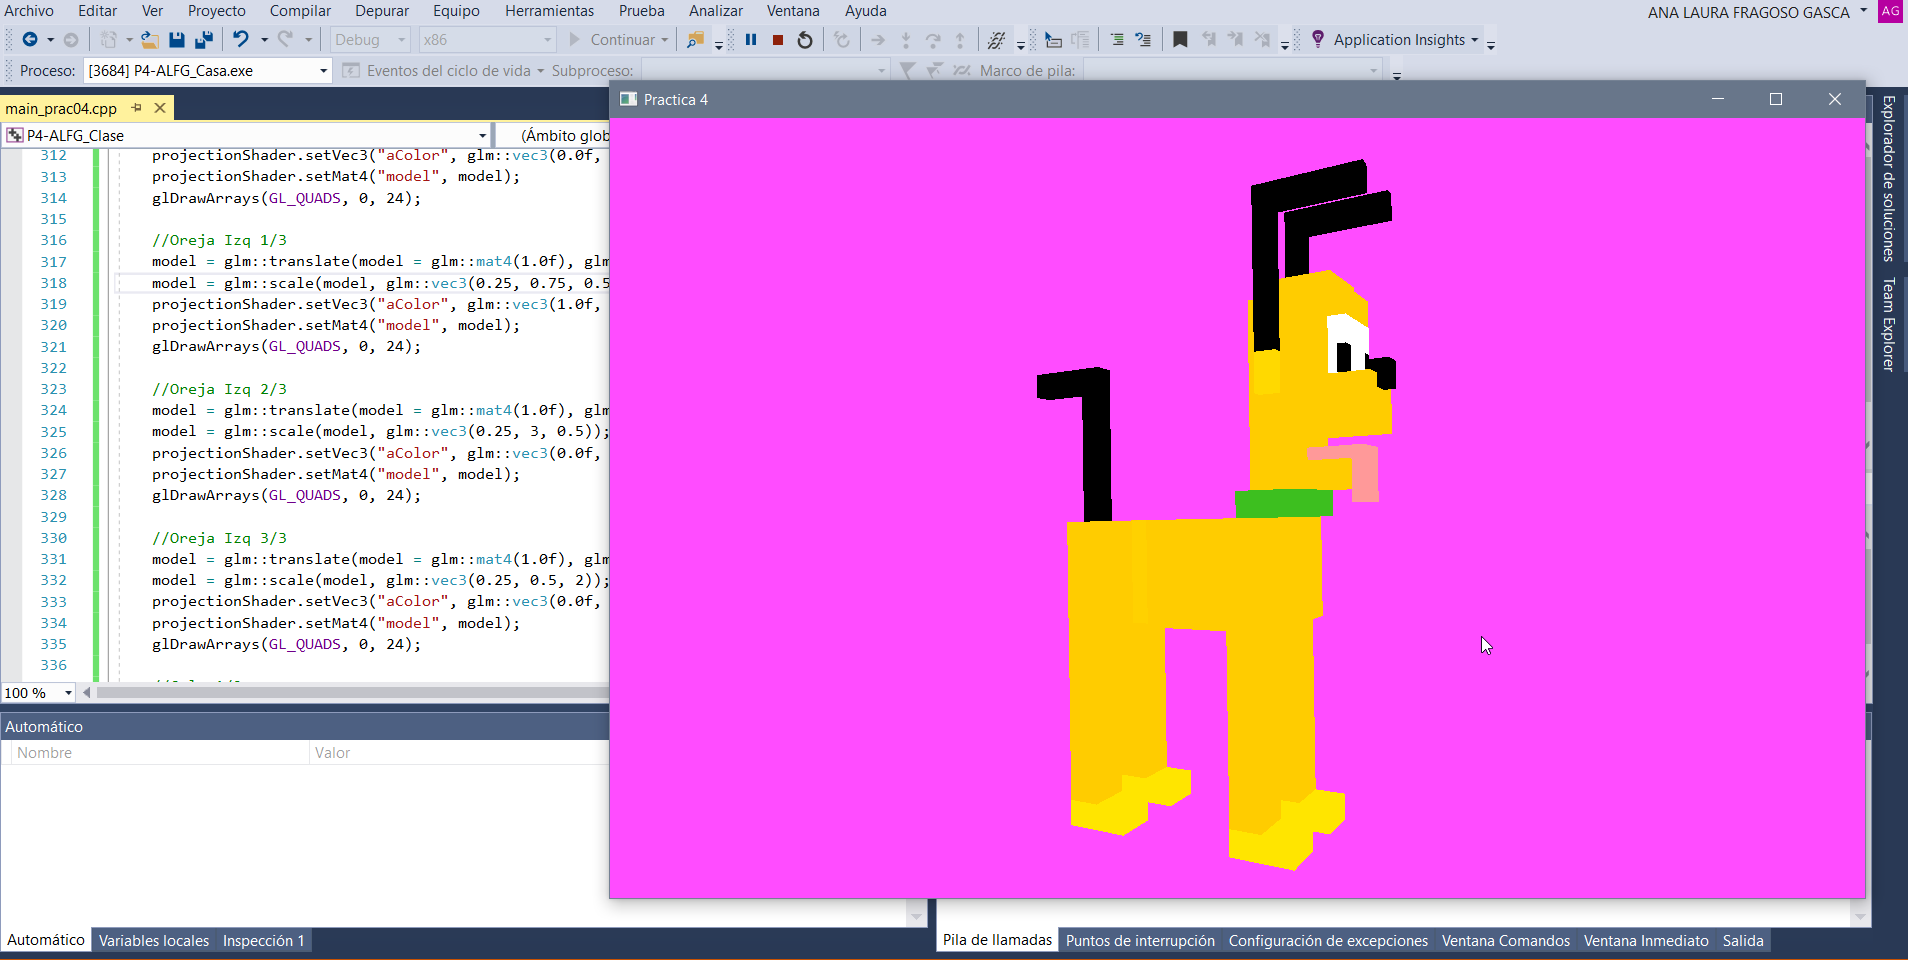 Archivo Editar Ver Proyecto Compilar Depurar Equipo Herramientas Prueba Analizar Ventana Ayuda ANA LAURA FRAGOSO GASCA AG
Debug x86 Continuar Application Insights
Proceso: [3684] P4-ALFG_Casa.exe Eventos del ciclo de vida Subproceso: Marco de pila:
main_prac04.cpp
P4-ALFG_Clase (Ámbito glob
Practica 4
312 projectionShader.setVec3("aColor", glm::vec3(0.0f,
313 projectionShader.setMat4("model", model);
314 glDrawArrays(GL_QUADS, 0, 24);
315
316 //Oreja Izq 1/3
317 model = glm::translate(model = glm::mat4(1.0f), glm
318 model = glm::scale(model, glm::vec3(0.25, 0.75, 0.5
319 projectionShader.setVec3("aColor", glm::vec3(1.0f,
320 projectionShader.setMat4("model", model);
321 glDrawArrays(GL_QUADS, 0, 24);
322
323 //Oreja Izq 2/3
324 model = glm::translate(model = glm::mat4(1.0f), glm
325 model = glm::scale(model, glm::vec3(0.25, 3, 0.5));
326 projectionShader.setVec3("aColor", glm::vec3(0.0f,
327 projectionShader.setMat4("model", model);
328 glDrawArrays(GL_QUADS, 0, 24);
329
330 //Oreja Izq 3/3
331 model = glm::translate(model = glm::mat4(1.0f), glm
332 model = glm::scale(model, glm::vec3(0.25, 0.5, 2));
333 projectionShader.setVec3("aColor", glm::vec3(0.0f,
334 projectionShader.setMat4("model", model);
335 glDrawArrays(GL_QUADS, 0, 24);
336
100 %
Explorador de soluciones
Team Explorer
Automático
Nombre Valor
Automático Variables locales Inspección 1
Pila de llamadas Puntos de interrupción Configuración de excepciones Ventana Comandos Ventana Inmediato Salida